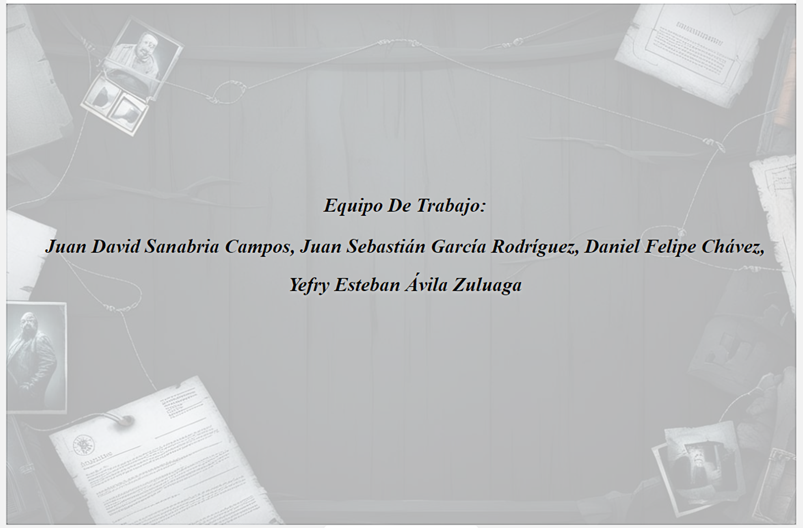 Equipo De Trabajo:
Juan David Sanabria Campos, Juan Sebastián García Rodríguez, Daniel Felipe Chávez,
Yefry Esteban Ávila Zuluaga